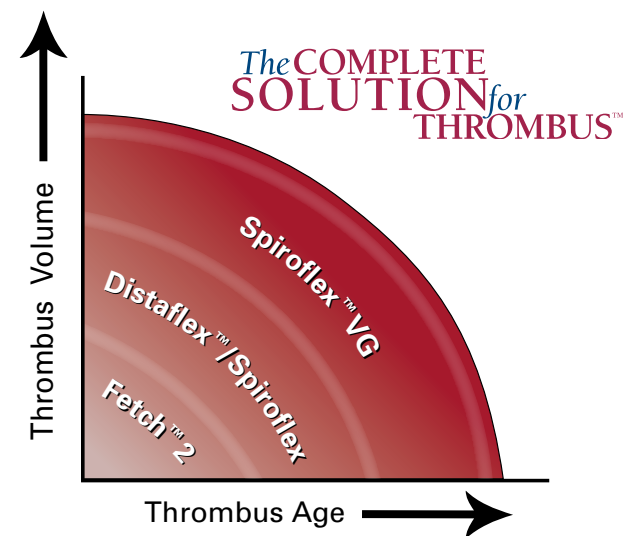 The COMPLETE
SOLUTION for
THROMBUS™
Thrombus Volume
Spiroflex™ VG
Distaflex™/Spiroflex
Fetch™ 2
Thrombus Age